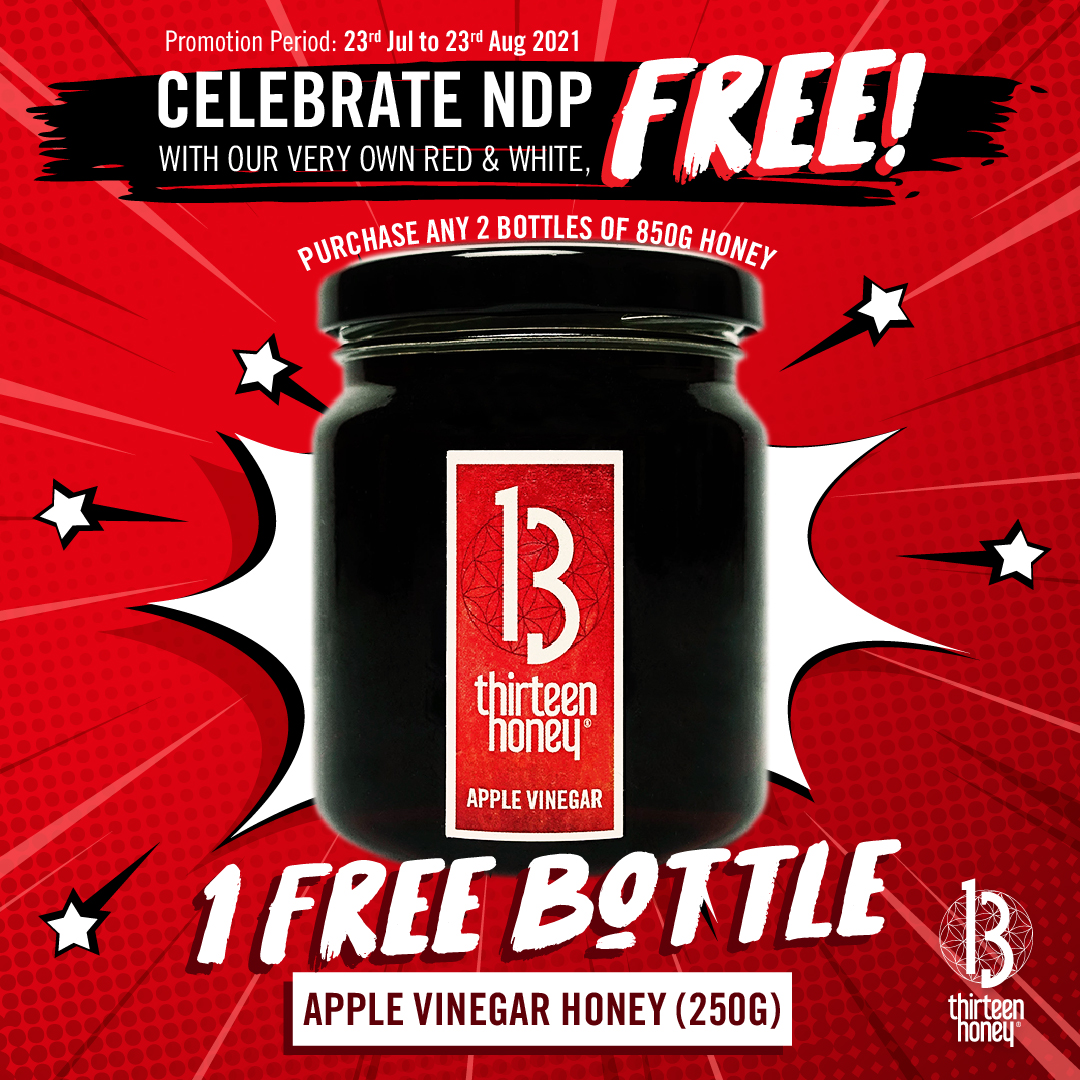 Promotion Period: 23rd Jul to 23rd Aug 2021
CELEBRATE NDP
WITH OUR VERY OWN RED & WHITE,
FREE!
PURCHASE ANY 2 BOTTLES OF 850G HONEY
13
thirteen
honey®
APPLE VINEGAR
1 FREE BOTTLE
APPLE VINEGAR HONEY (250G)
13
thirteen
honey®